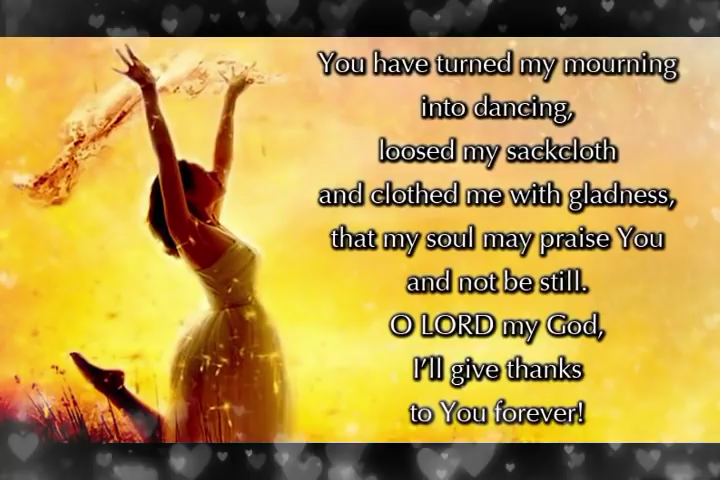 You have turned my mourning
into dancing,
loosed my sackcloth
and clothed me with gladness,
that my soul may praise You
and not be still.
O LORD my God,
I'll give thanks
to You forever!